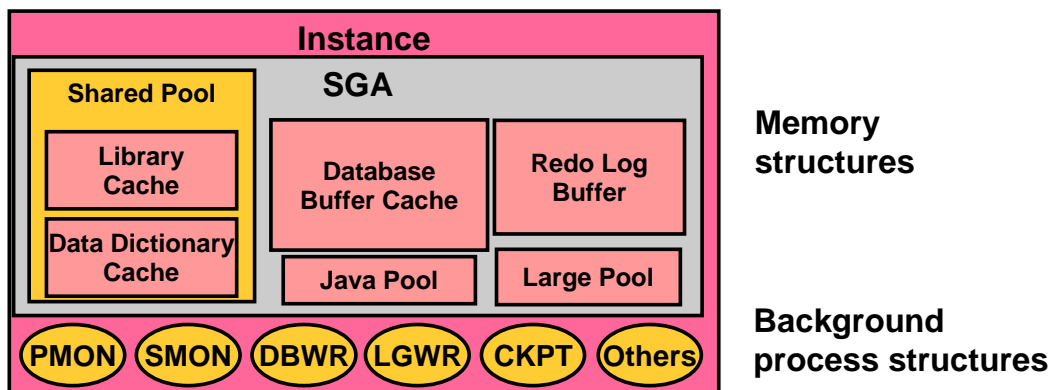 Instance
SGA
Shared Pool
Library
Cache
Data Dictionary
Cache
Database
Buffer Cache
Redo Log
Buffer
Java Pool
Large Pool
Memory
structures
PMON
SMON
DBWR
LGWR
CKPT
Others
Background
process structures